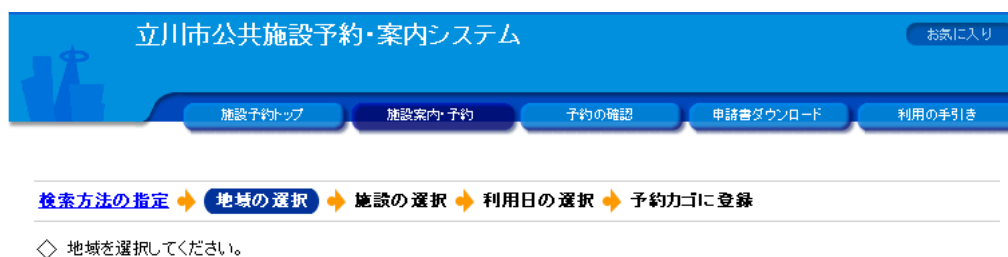 立川市公共施設予約・案内システム
お気に入り
施設予約トップ 施設案内・予約 予約の確認 申請書ダウンロード 利用の手引き
検索方法の指定 地域の選択 施設の選択 利用日の選択 予約カゴに登録
◇ 地域を選択してください。